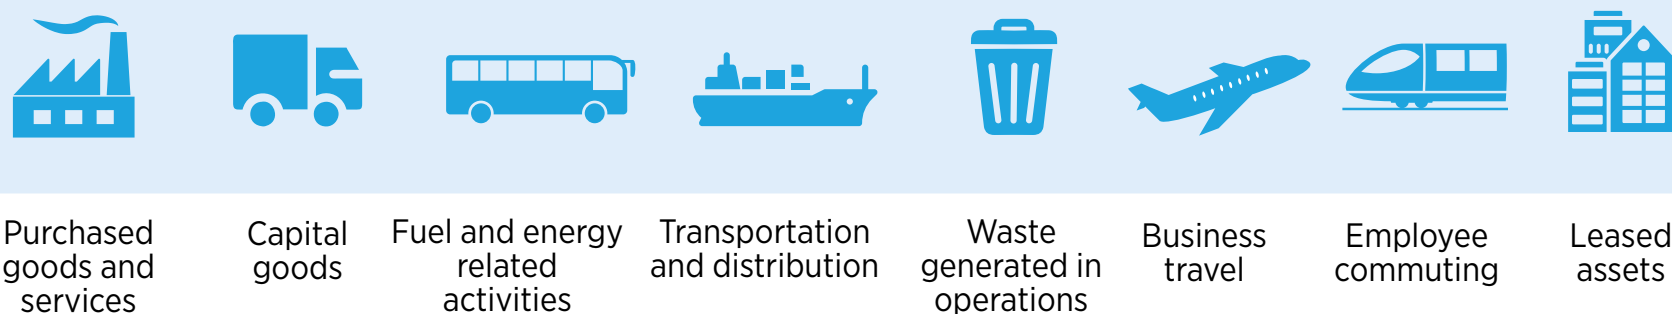 Purchased
goods and
services
Capital
goods
Fuel and energy
related
activities
Transportation
and distribution
Waste
generated in
operations
Business
travel
Employee
commuting
Leased
assets